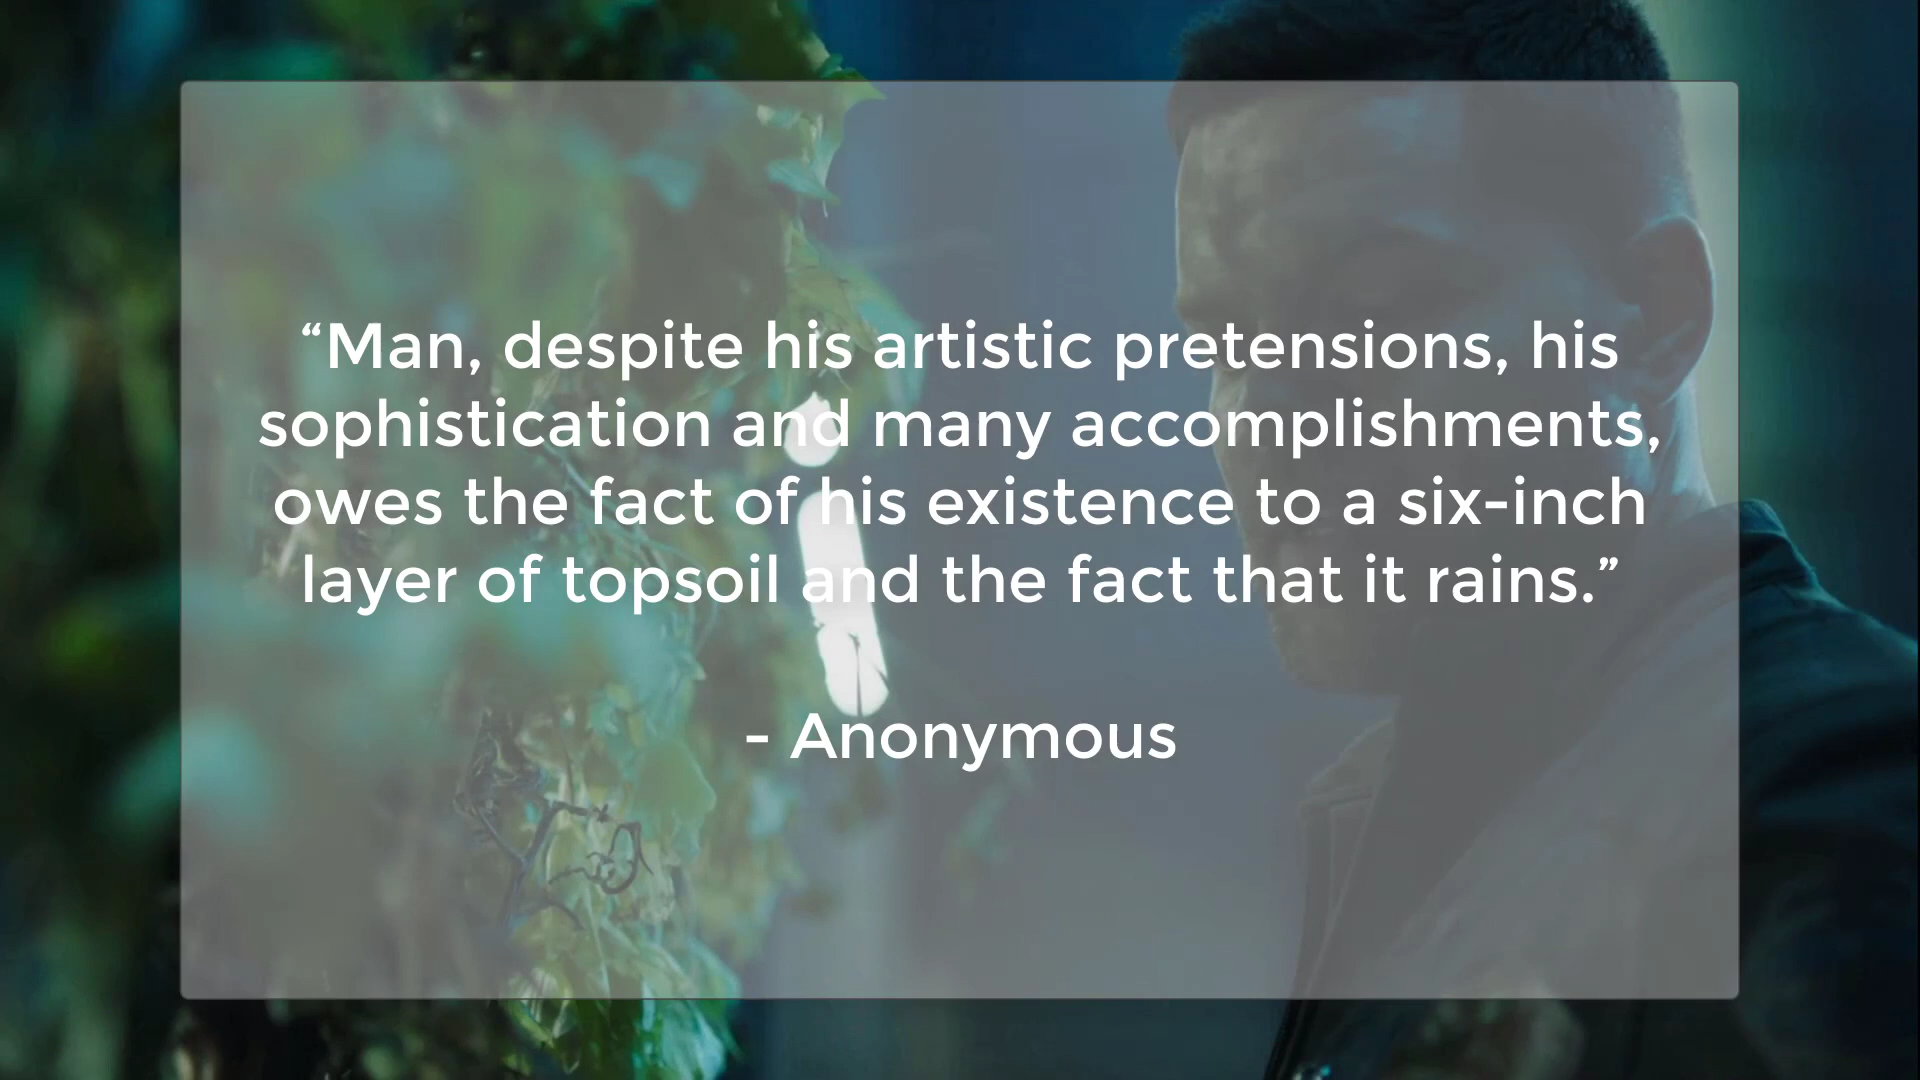 “Man, despite his artistic pretensions, his
sophistication and many accomplishments,
owes the fact of his existence to a six-inch
layer of topsoil and the fact that it rains.”
- Anonymous